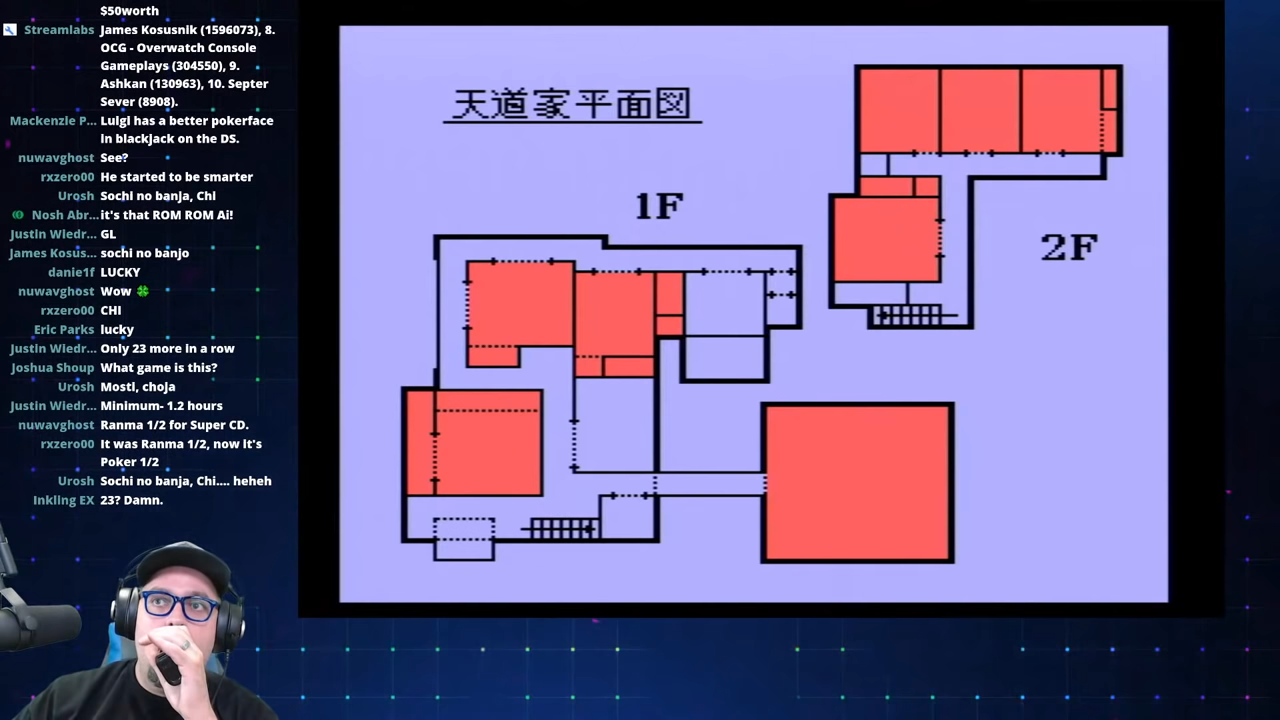 $50worth
Streamlabs James Kosusnik (1596073), 8.
OCG - Overwatch Console
Gameplays (304550), 9.
Ashkan (130963), 10. Septer
Sever (8908).
Mackenzie P... Luigi has a better pokerface
in blackjack on the DS.
nuwavghost See?
rxzero00 He started to be smarter
Urosh Sochi no banja, Chi
Nosh Abr... it's that ROM ROM Ai!
Justin Wiedr... GL
James Kosus... sochi no banjo
danie1f LUCKY
nuwavghost Wow
rxzero00 CHI
Eric Parks lucky
Justin Wiedr... Only 23 more in a row
Joshua Shoup What game is this?
Urosh Mosti, choja
Justin Wiedr... Minimum- 1.2 hours
nuwavghost Ranma 1/2 for Super CD.
rxzero00 It was Ranma 1/2, now it's
Poker 1/2
Urosh Sochi no banja, Chi.... heheh
Inkling EX 23? Damn.
天道家平面図
1F
2F